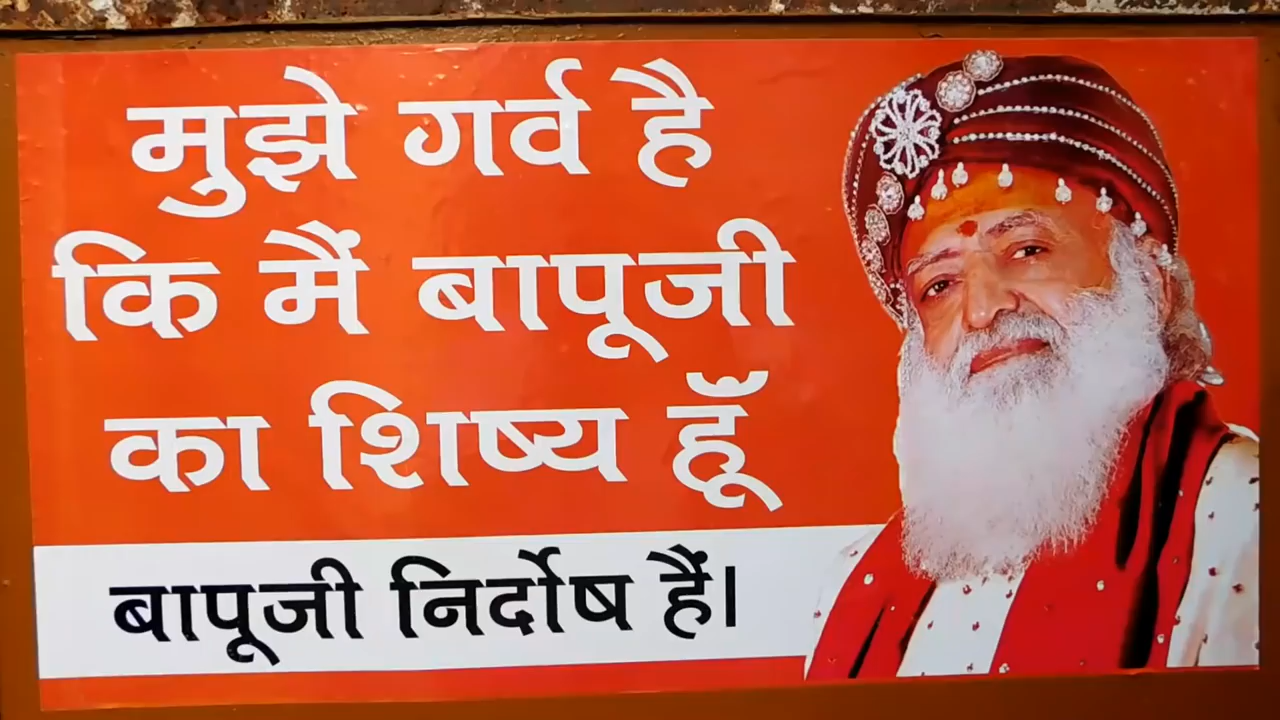 मुझे गर्व है
कि मैं बापूजी
का शिष्य हूँ
बापूजी निर्दोष हैं।